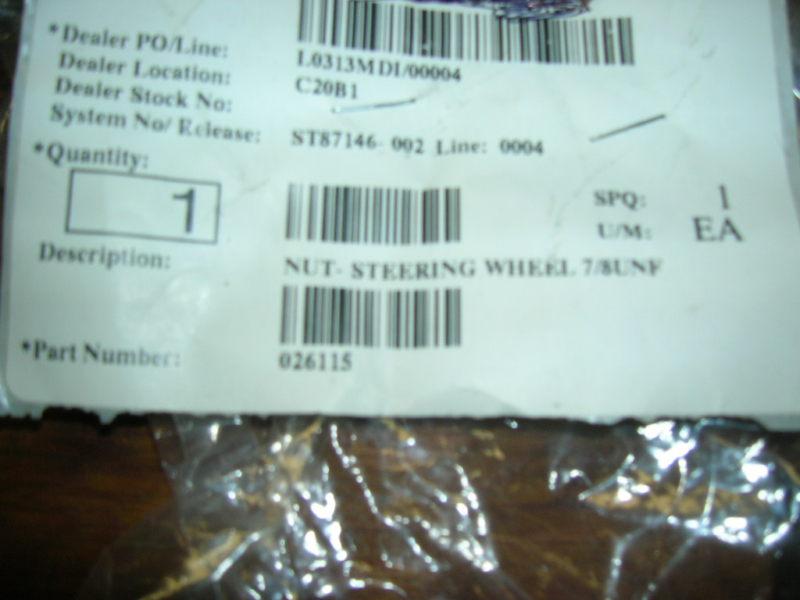 *Dealer PO/Line: L0313MDI/00004
Dealer Location: C20B1
Dealer Stock No:
System No/ Release: ST87146- 002 Line: 0004
*Quantity:
1
SPQ: 1
U/M: EA
Description: NUT- STEERING WHEEL 7/8UNF
*Part Number: 026115